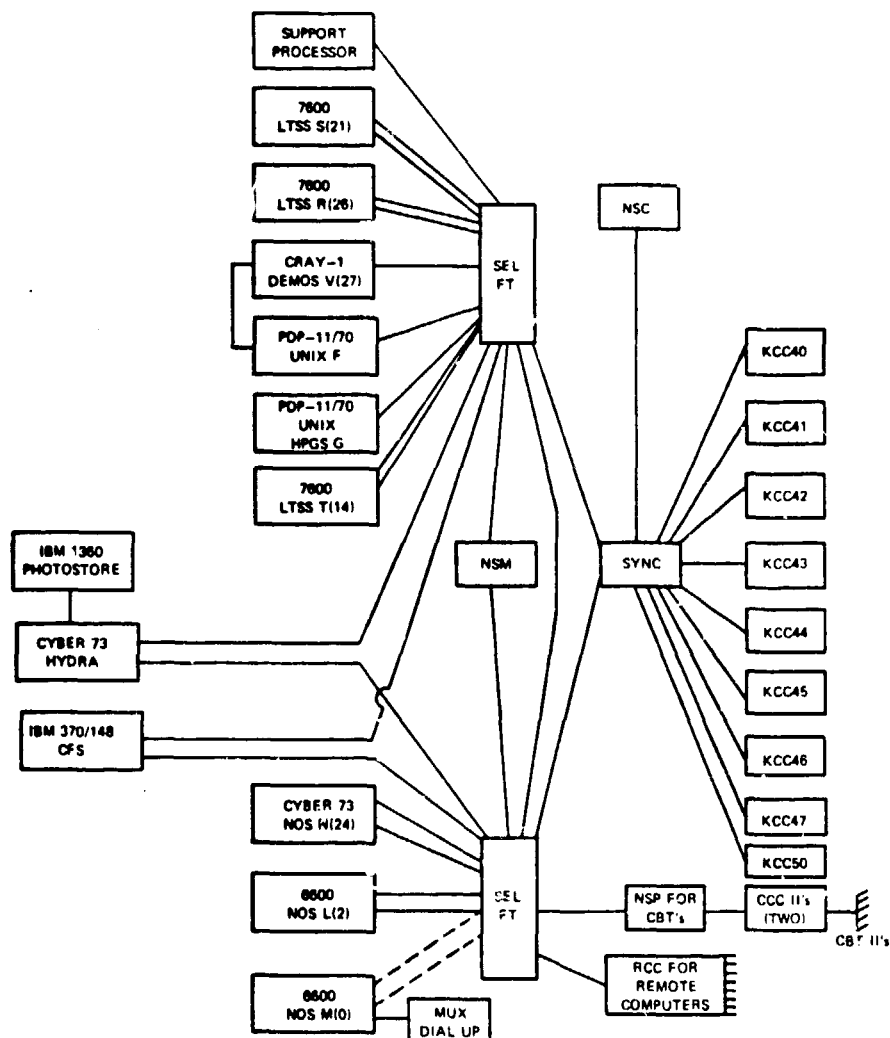 SUPPORT
PROCESSOR
7600
LTSS S(21)
7600
LTSS R(26)
CRAY-1
DEMOS V(27)
PDP-11/70
UNIX F
PDP-11/70
UNIX
HPGS G
7600
LTSS T(14)
SEL
FT
NSC
NSM
SYNC
KCC40
KCC41
KCC42
KCC43
KCC44
KCC45
KCC46
KCC47
KCC50
IBM 1360
PHOTOSTORE
CYBER 73
HYDRA
IBM 370/148
CFS
CYBER 73
NOS W(24)
6600
NOS L(2)
6600
NOS M(0)
MUX
DIAL UP
SEL
FT
NSP FOR
CBT's
CCC II's
(TWO)
CBT II's
RCC FOR
REMOTE
COMPUTERS